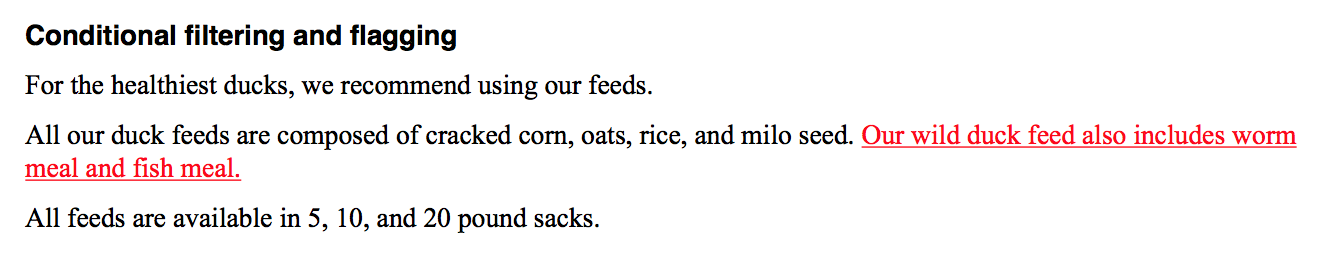 Conditional filtering and flagging
For the healthiest ducks, we recommend using our feeds.
All our duck feeds are composed of cracked corn, oats, rice, and milo seed. Our wild duck feed also includes worm
meal and fish meal.
All feeds are available in 5, 10, and 20 pound sacks.